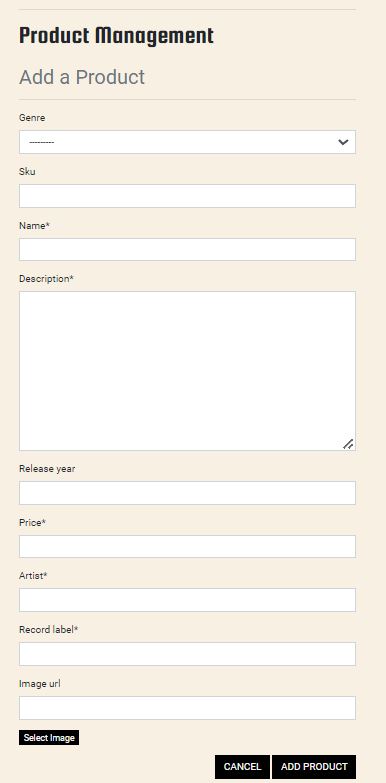 Product Management
Add a Product
Genre
---------
Sku
Name*
Description*
Release year
Price*
Artist*
Record label*
Image url
Select Image
CANCEL ADD PRODUCT